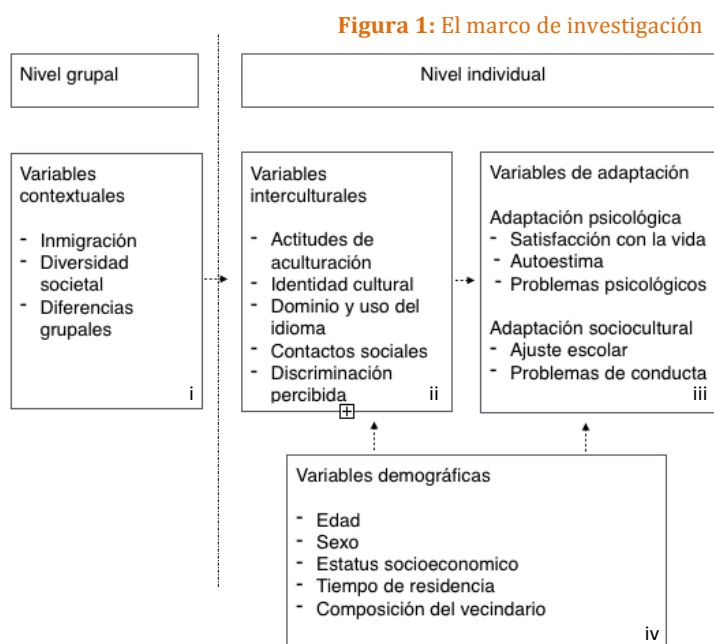 Figura 1: El marco de investigación
Nivel grupal
Nivel individual
Variables
contextuales
- Inmigración
- Diversidad
societal
- Diferencias
grupales
i
Variables
interculturales
- Actitudes de
aculturación
- Identidad cultural
- Dominio y uso del
idioma
- Contactos sociales
- Discriminación
percibida
ii
Variables de adaptación
Adaptación psicológica
- Satisfacción con la vida
- Autoestima
- Problemas psicológicos
Adaptación sociocultural
- Ajuste escolar
- Problemas de conducta
iii
Variables demográficas
- Edad
- Sexo
- Estatus socioeconomico
- Tiempo de residencia
- Composición del vecindario
iv